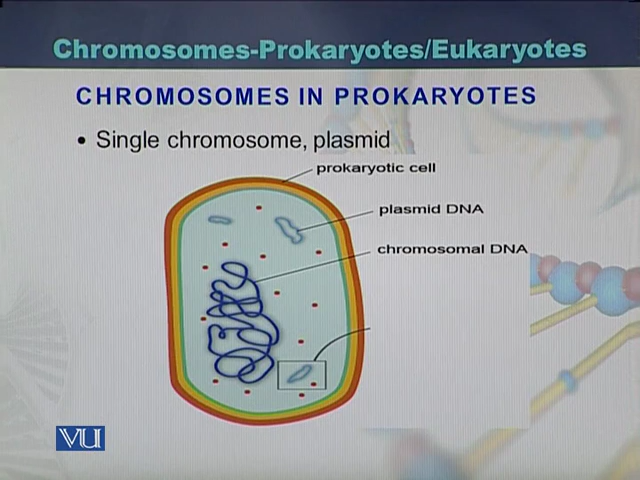 Chromosomes-Prokaryotes/Eukaryotes
CHROMOSOMES IN PROKARYOTES
• Single chromosome, plasmid
prokaryotic cell
plasmid DNA
chromosomal DNA
VU